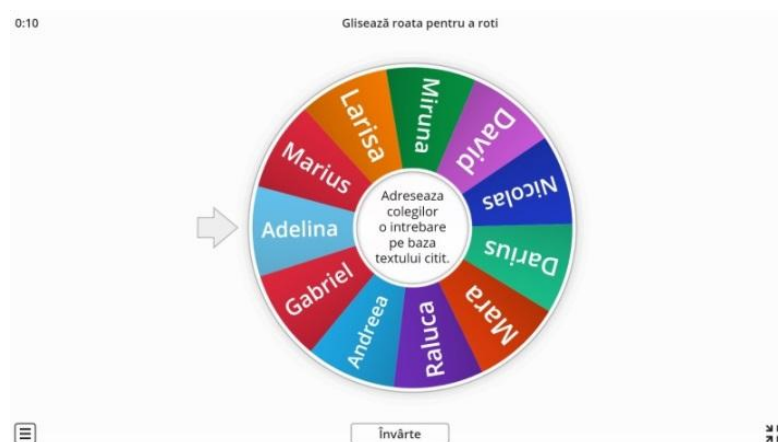 0:10
Glisează roata pentru a roti
Adelina
Marius
Larisa
Miruna
David
Nicolas
Darius
Mara
Raluca
Andreea
Gabriel
Adreseaza
colegilor
o intrebare
pe baza
textului citit.
Învârte